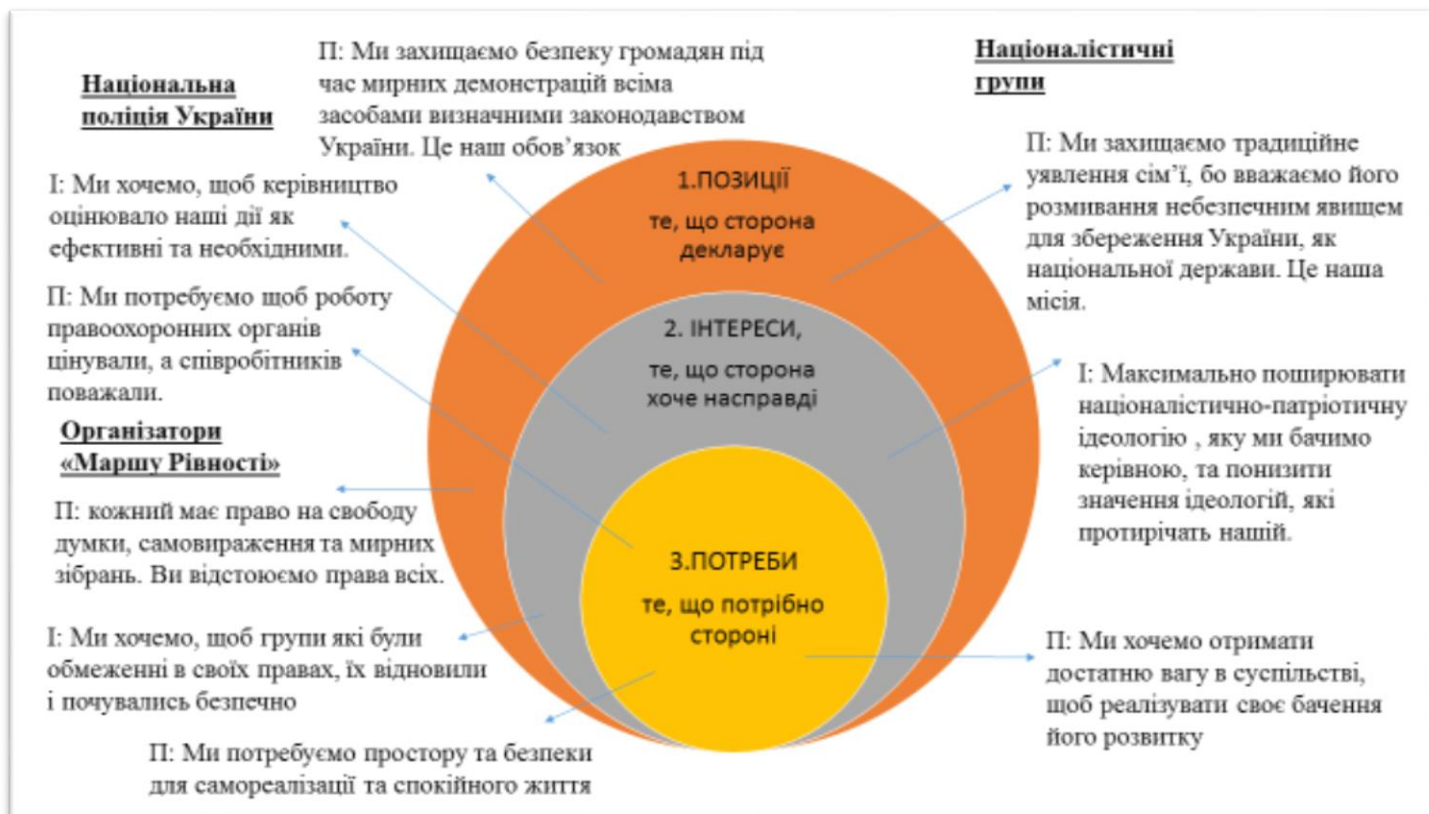 Національна
поліція України
П: Ми захищаємо безпеку громадян під
час мирних демонстрацій всіма
засобами визначними законодавством
України. Це наш обов’язок
І: Ми хочемо, щоб керівництво
оцінювало наші дії як
ефективні та необхідними.
П: Ми потребуємо щоб роботу
правоохоронних органів
цінували, а співробітників
поважали.
Організатори
«Маршу Рівності»
П: кожний має право на свободу
думки, самовираження та мирних
зібрань. Ви відстоюємо права всіх.
І: Ми хочемо, щоб групи які були
обмеженні в своїх правах, їх відновили
і почувались безпечно
П: Ми потребуємо простору та безпеки
для самореалізації та спокійного життя
1.ПОЗИЦІЇ
те, що сторона
декларує
2. ІНТЕРЕСИ,
те, що сторона
хоче насправді
3.ПОТРЕБИ
те, що потрібно
стороні
Націоналістичні
групи
П: Ми захищаємо традиційне
уявлення сім’ї, бо вважаємо його
розмивання небезпечним явищем
для збереження України, як
національної держави. Це наша
місія.
І: Максимально поширювати
націоналістично-патріотичну
ідеологію , яку ми бачимо
керівною, та понизити
значення ідеологій, які
протирічать нашій.
П: Ми хочемо отримати
достатню вагу в суспільстві,
щоб реалізувати своє бачення
його розвитку